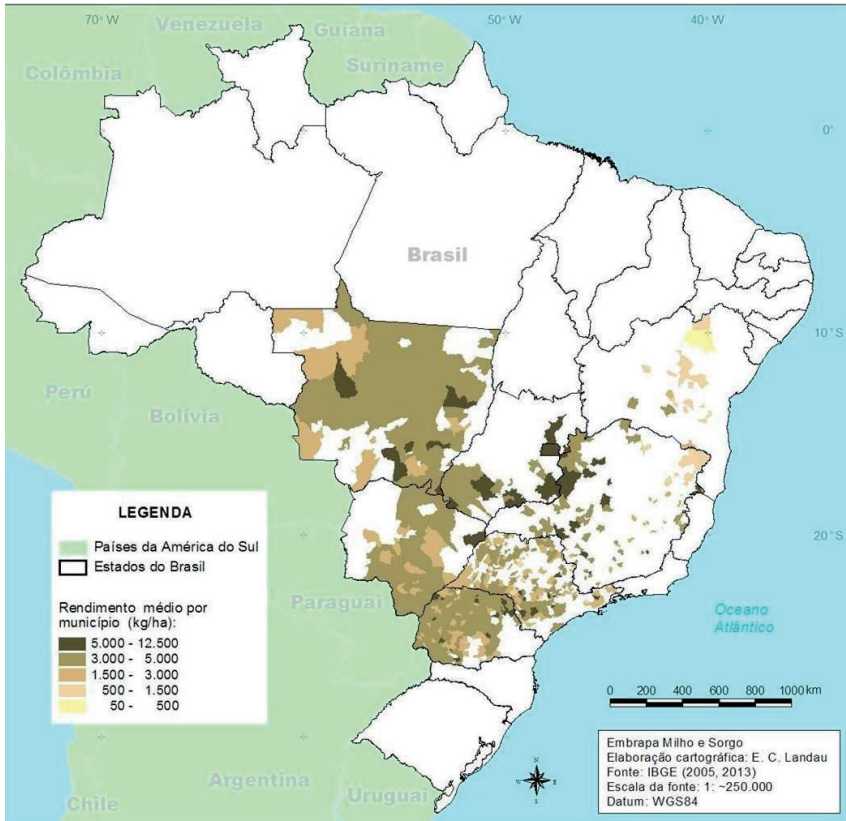 70° W
50° W
40° W
Venezuela
Guiana
Suriname
Colômbia
0°
Brasil
10°S
Perú
Bolívia
LEGENDA
Países da América do Sul
Estados do Brasil
20°S
Paraguai
Rendimento médio por
município (kg/ha):
5.000 - 12.500
3.000 - 5.000
1.500 - 3.000
500 - 1.500
50 - 500
Oceano
Atlântico
0 200 400 600 800 1000 km
Embrapa Milho e Sorgo
Elaboração cartográfica: E. C. Landau
Fonte: IBGE (2005, 2013)
Escala da fonte: 1: ~250.000
Datum: WGS84
N
W E
S
Argentina
Uruguai
Chile